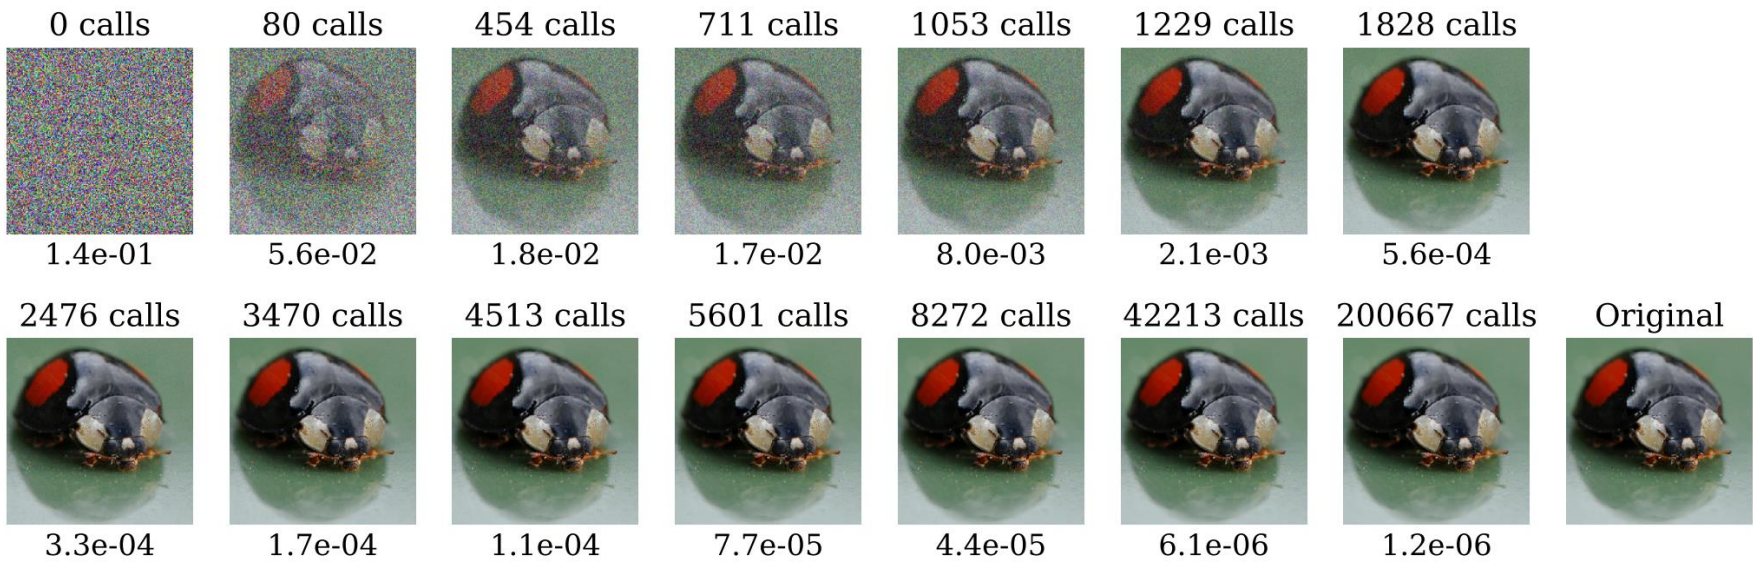 0 calls 80 calls 454 calls 711 calls 1053 calls 1229 calls 1828 calls
1.4e-01 5.6e-02 1.8e-02 1.7e-02 8.0e-03 2.1e-03 5.6e-04
2476 calls 3470 calls 4513 calls 5601 calls 8272 calls 42213 calls 200667 calls Original
3.3e-04 1.7e-04 1.1e-04 7.7e-05 4.4e-05 6.1e-06 1.2e-06